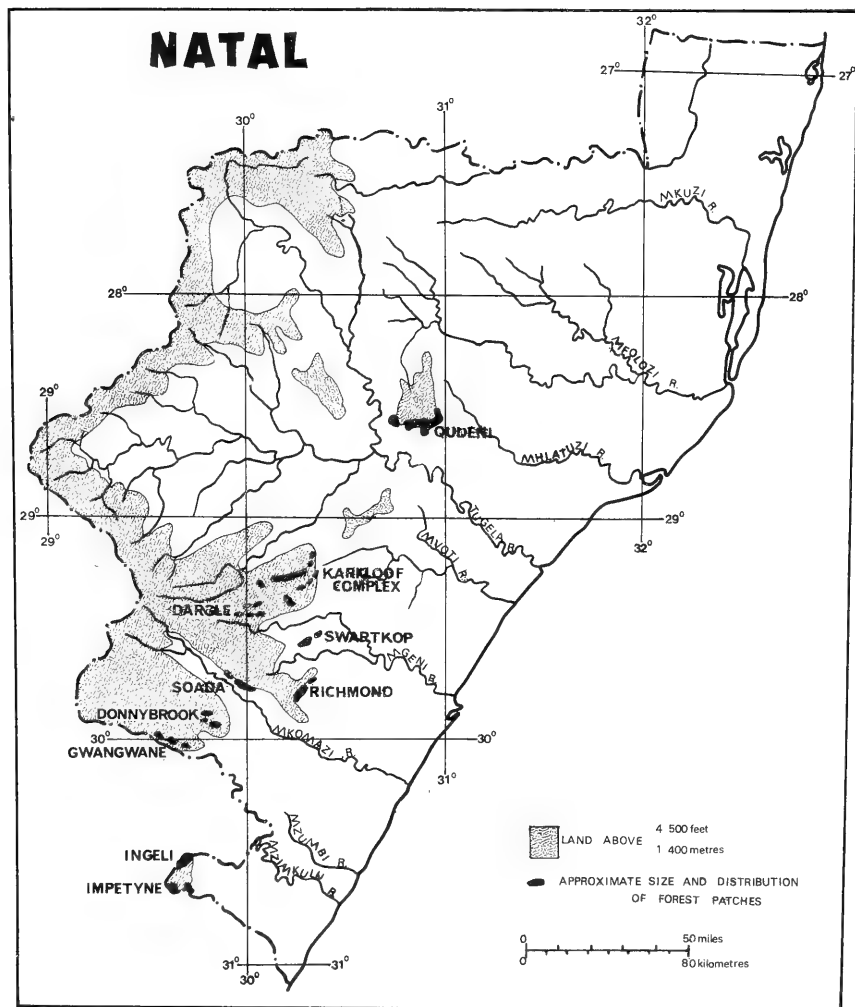 NATAL
32°
27°
27°
30°
31°
MKUZI R.
28°
28°
MFOLOZI R.
29°
QUDENI
MHLATUZI R.
29°
29°
29°
32°
TUGELA R.
MVOTI R.
KARKLOOF
COMPLEX
DARGLE
SWARTKOP
MGENI R.
SOADA
RICHMOND
DONNYBROOK
GWANGWANE
30°
30°
MKOMAZI R.
31°
MZUMBI R.
MZIMKULU R.
INGELI
IMPETYNE
31°
31°
30°
LAND ABOVE 4 500 feet
1 400 metres
APPROXIMATE SIZE AND DISTRIBUTION
OF FOREST PATCHES
0 50 miles
0 80 kilometres